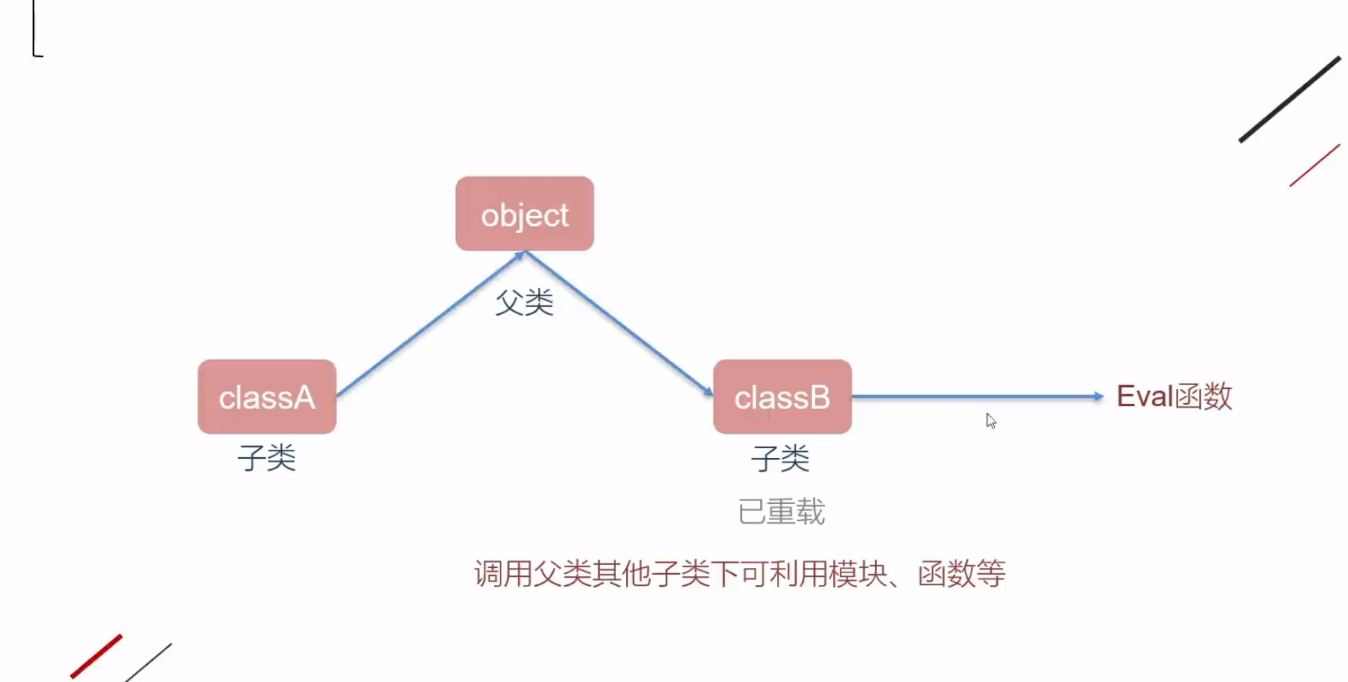 object
父类
classA
classB
Eval函数
子类
子类
已重载
调用父类其他子类下可利用模块、函数等